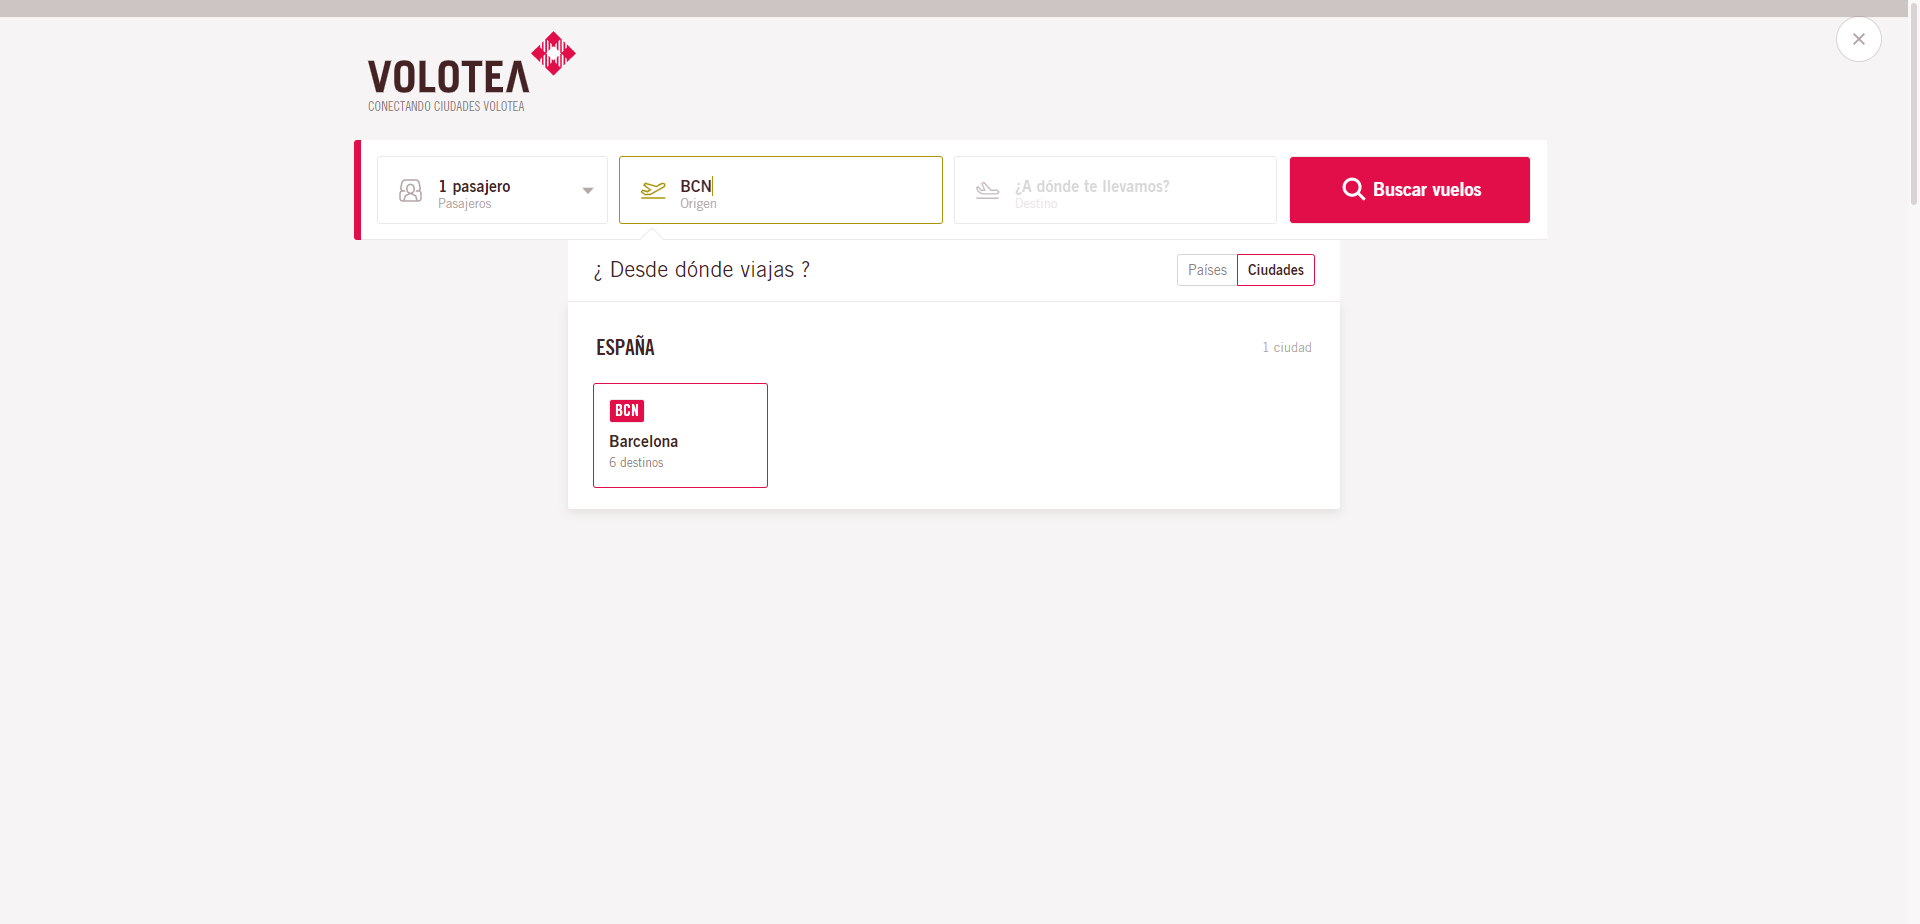 VOLOTEA
CONECTANDO CIUDADES VOLOTEA
1 pasajero
Pasajeros
BCN
Origen
¿A dónde te llevamos?
Destino
Buscar vuelos
¿ Desde dónde viajas ?
Países
Ciudades
ESPAÑA
1 ciudad
BCN
Barcelona
6 destinos